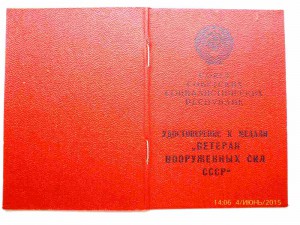 СОЮЗ
СОВЕТСКИХ
СОЦИАЛИСТИЧЕСКИХ
РЕСПУБЛИК
УДОСТОВЕРЕНИЕ К МЕДАЛИ
„ВЕТЕРАН
ВООРУЖЕННЫХ СИЛ
СССР“
14:06 4/ИЮНЬ/2015